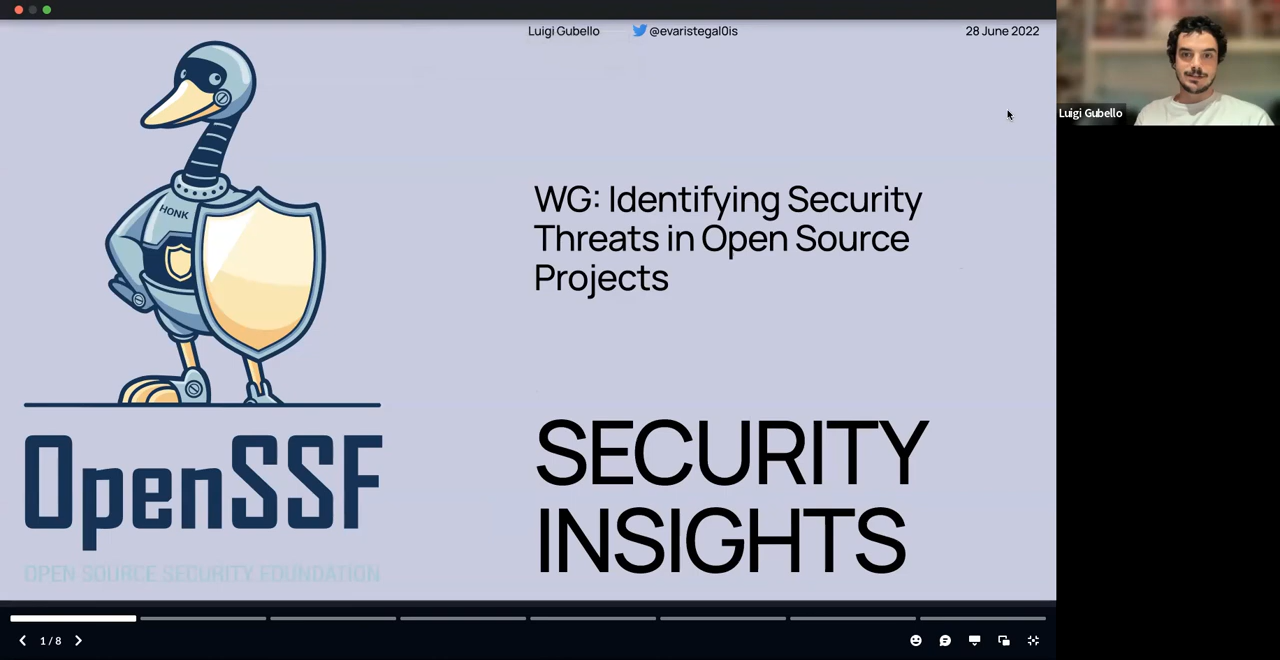 Luigi Gubello @evaristegal0is 28 June 2022
Luigi Gubello
HONK
WG: Identifying Security
Threats in Open Source
Projects
SECURITY
INSIGHTS
OpenSSF
OPEN SOURCE SECURITY FOUNDATION
1 / 8